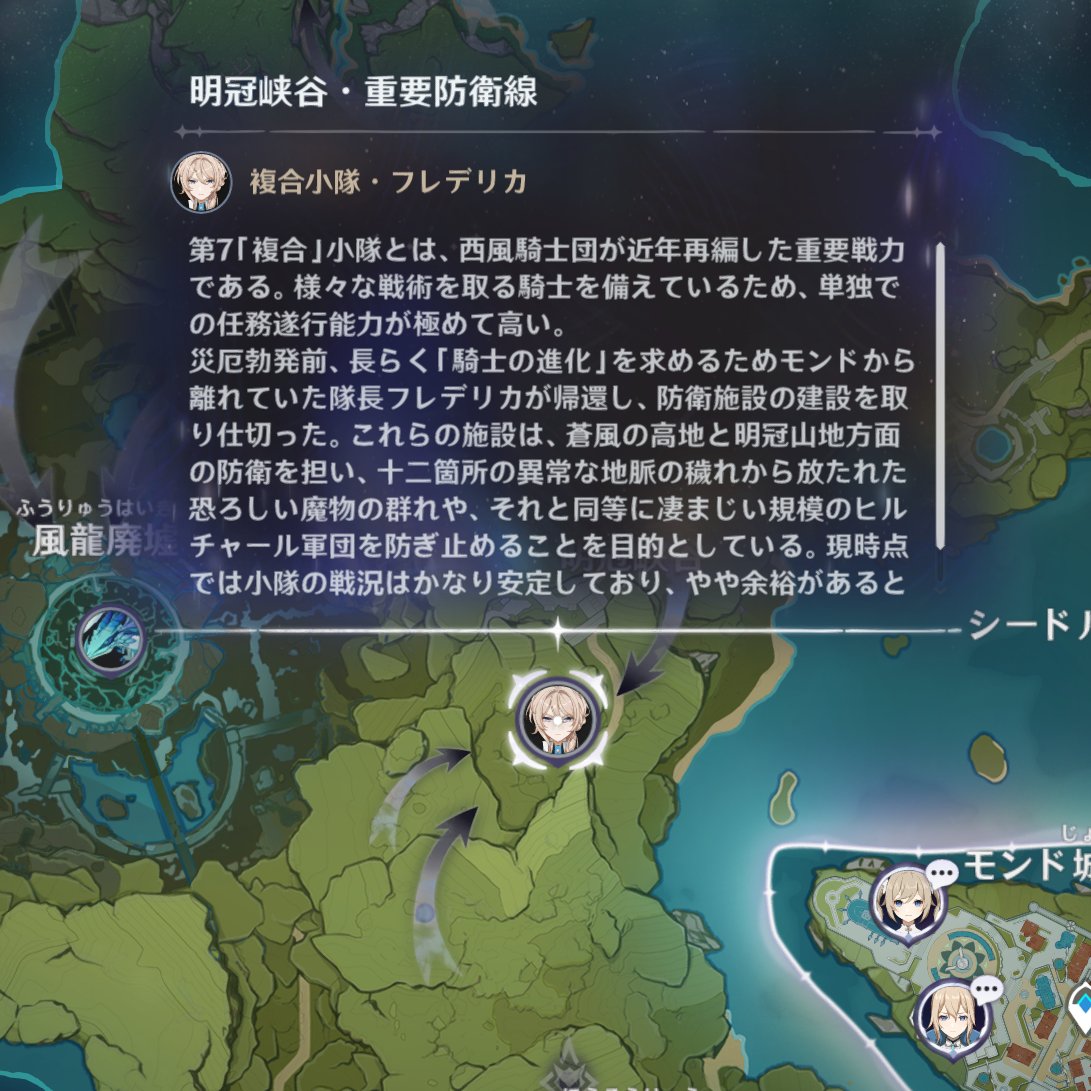 明冠峡谷・重要防衛線
複合小隊・フレデリカ
第7「複合」小隊とは、西風騎士団が近年再編した重要戦力
である。様々な戦術を取る騎士を備えているため、単独で
の任務遂行能力が極めて高い。
災厄勃発前、長らく「騎士の進化」を求めるためモンドから
離れていた隊長フレデリカが帰還し、防衛施設の建設を取
り仕切った。これらの施設は、蒼風の高地と明冠山地方面
の防衛を担い、十二箇所の異常な地脈の穢れから放たれた
恐ろしい魔物の群れや、それと同等に凄まじい規模のヒル
チャール軍団を防ぎ止めることを目的としている。現時点
では小隊の戦況はかなり安定しており、やや余裕があると
ふうりゅうはい
風龍廃墟
シードル
モンド城